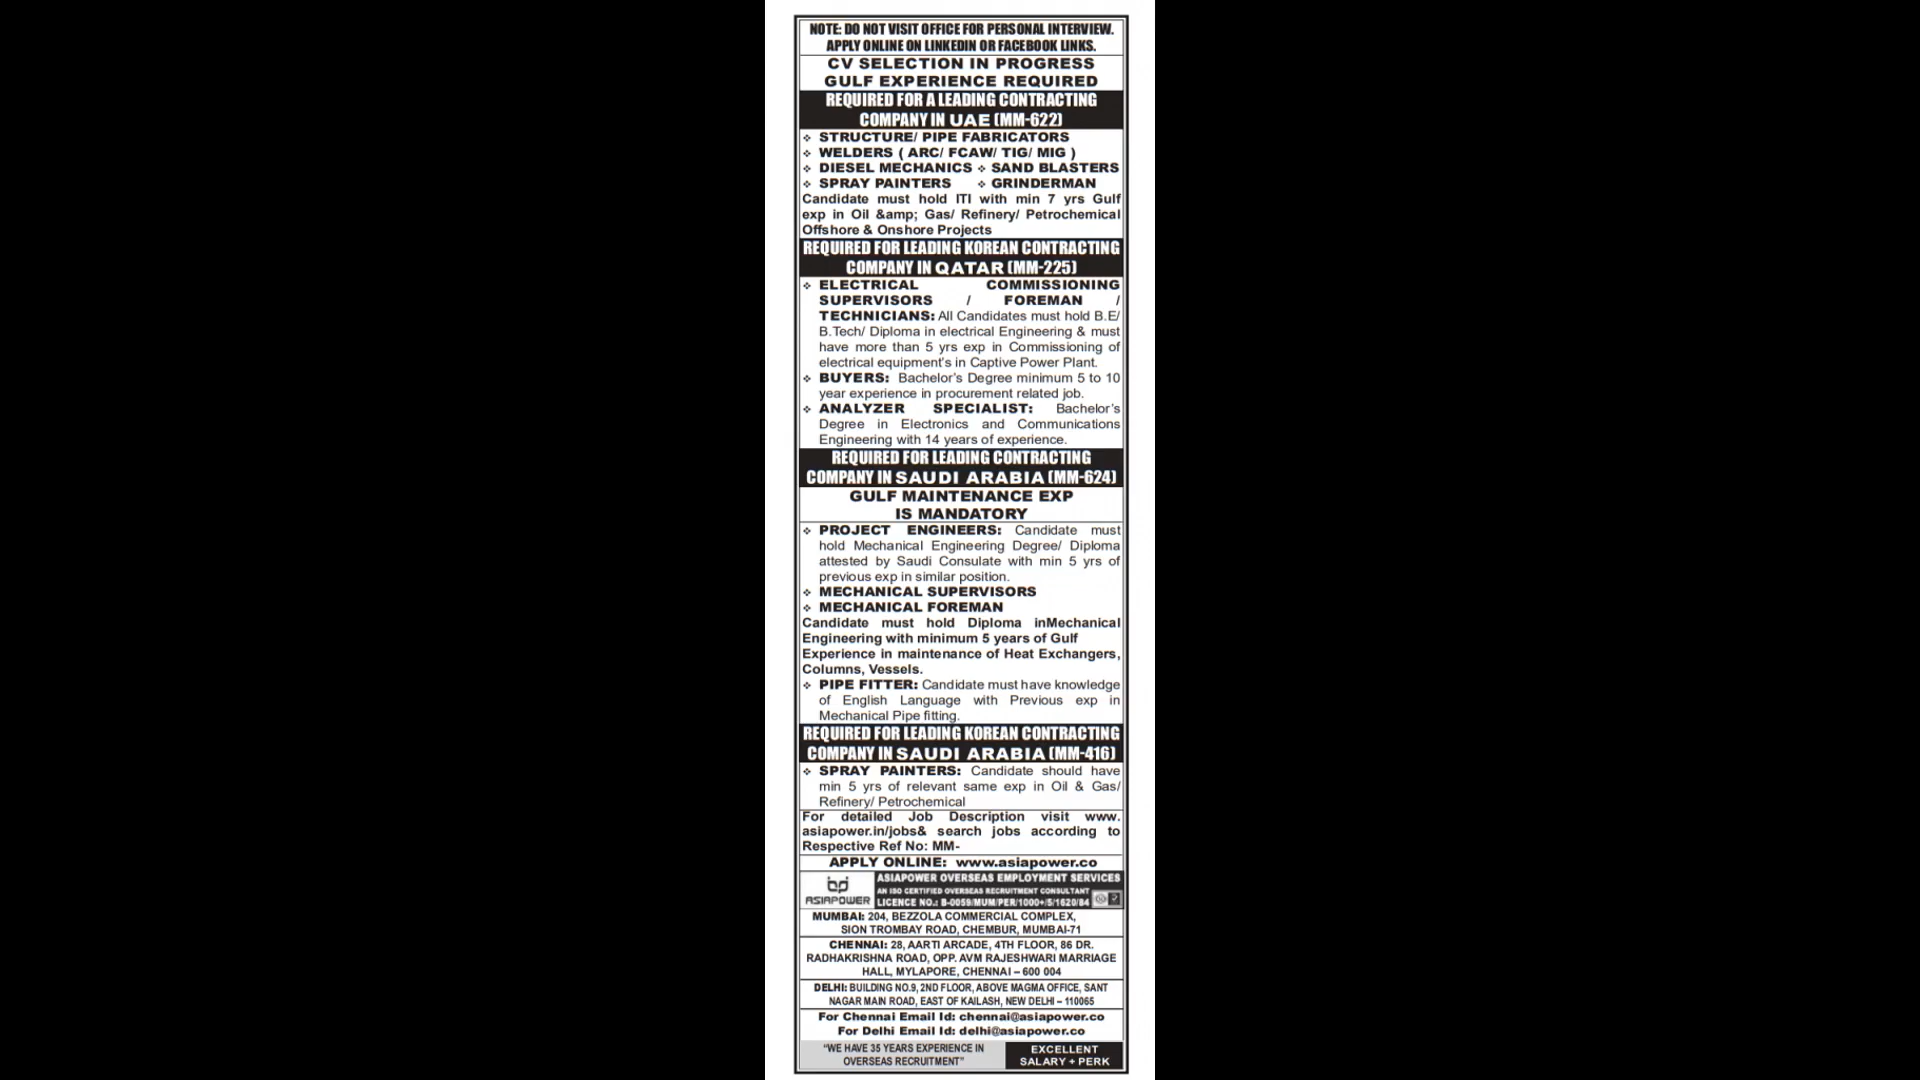 NOTE: DO NOT VISIT OFFICE FOR PERSONAL INTERVIEW.
APPLY ONLINE ON LINKEDIN OR FACEBOOK LINKS.
CV SELECTION IN PROGRESS
GULF EXPERIENCE REQUIRED
REQUIRED FOR A LEADING CONTRACTING
COMPANY IN UAE (MM-622)
❖ STRUCTURE/ PIPE FABRICATORS
❖ WELDERS ( ARC/ FCAW/ TIG/ MIG )
❖ DIESEL MECHANICS ❖ SAND BLASTERS
❖ SPRAY PAINTERS ❖ GRINDERMAN
Candidate must hold ITI with min 7 yrs Gulf
exp in Oil &amp; Gas/ Refinery/ Petrochemical
Offshore & Onshore Projects
REQUIRED FOR LEADING KOREAN CONTRACTING
COMPANY IN QATAR (MM-225)
❖ ELECTRICAL COMMISSIONING
SUPERVISORS / FOREMAN /
TECHNICIANS: All Candidates must hold B.E/
B.Tech/ Diploma in electrical Engineering & must
have more than 5 yrs exp in Commissioning of
electrical equipment's in Captive Power Plant.
❖ BUYERS: Bachelor's Degree minimum 5 to 10
year experience in procurement related job.
❖ ANALYZER SPECIALIST: Bachelor's
Degree in Electronics and Communications
Engineering with 14 years of experience.
REQUIRED FOR LEADING CONTRACTING
COMPANY IN SAUDI ARABIA (MM-624)
GULF MAINTENANCE EXP
IS MANDATORY
❖ PROJECT ENGINEERS: Candidate must
hold Mechanical Engineering Degree/ Diploma
attested by Saudi Consulate with min 5 yrs of
previous exp in similar position.
❖ MECHANICAL SUPERVISORS
❖ MECHANICAL FOREMAN
Candidate must hold Diploma inMechanical
Engineering with minimum 5 years of Gulf
Experience in maintenance of Heat Exchangers,
Columns, Vessels.
❖ PIPE FITTER: Candidate must have knowledge
of English Language with Previous exp in
Mechanical Pipe fitting.
REQUIRED FOR LEADING KOREAN CONTRACTING
COMPANY IN SAUDI ARABIA (MM-416)
❖ SPRAY PAINTERS: Candidate should have
min 5 yrs of relevant same exp in Oil & Gas/
Refinery/ Petrochemical
For detailed Job Description visit www.
asiapower.in/jobs& search jobs according to
Respective Ref No: MM-
APPLY ONLINE: www.asiapower.co
ASIAPOWER
ASIAPOWER OVERSEAS EMPLOYMENT SERVICES
AN ISO CERTIFIED OVERSEAS RECRUITMENT CONSULTANT
LICENCE NO.: B-0059/MUM/PER/1000+/5/1620/84
MUMBAI: 204, BEZZOLA COMMERCIAL COMPLEX,
SION TROMBAY ROAD, CHEMBUR, MUMBAI-71
CHENNAI: 28, AARTI ARCADE, 4TH FLOOR, 86 DR.
RADHAKRISHNA ROAD, OPP. AVM RAJESHWARI MARRIAGE
HALL, MYLAPORE, CHENNAI – 600 004
DELHI: BUILDING NO.9, 2ND FLOOR, ABOVE MAGMA OFFICE, SANT
NAGAR MAIN ROAD, EAST OF KAILASH, NEW DELHI – 110065
For Chennai Email Id: chennai@asiapower.co
For Delhi Email Id: delhi@asiapower.co
"WE HAVE 35 YEARS EXPERIENCE IN
OVERSEAS RECRUITMENT"
EXCELLENT
SALARY + PERK